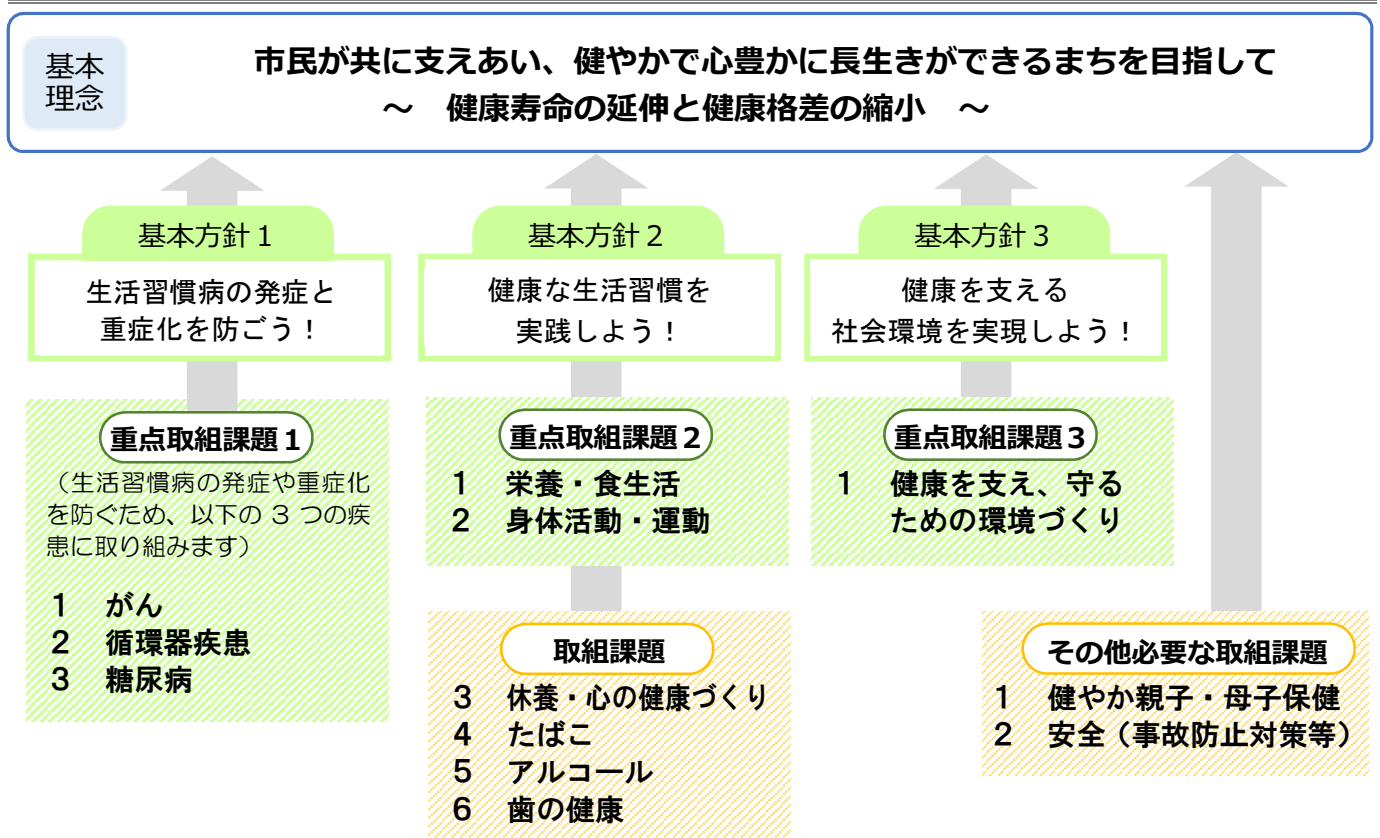 基本
理念
市民が共に支えあい、健やかで心豊かに長生きができるまちを目指して
～　健康寿命の延伸と健康格差の縮小　～
基本方針１
生活習慣病の発症と
重症化を防ごう！
重点取組課題１
（生活習慣病の発症や重症化
を防ぐため、以下の 3 つの疾
患に取り組みます）
１　がん
２　循環器疾患
３　糖尿病
基本方針２
健康な生活習慣を
実践しよう！
重点取組課題２
１　栄養・食生活
２　身体活動・運動
取組課題
３　休養・心の健康づくり
４　たばこ
５　アルコール
６　歯の健康
基本方針３
健康を支える
社会環境を実現しよう！
重点取組課題３
１　健康を支え、守る
ための環境づくり
その他必要な取組課題
１　健やか親子・母子保健
２　安全（事故防止対策等）